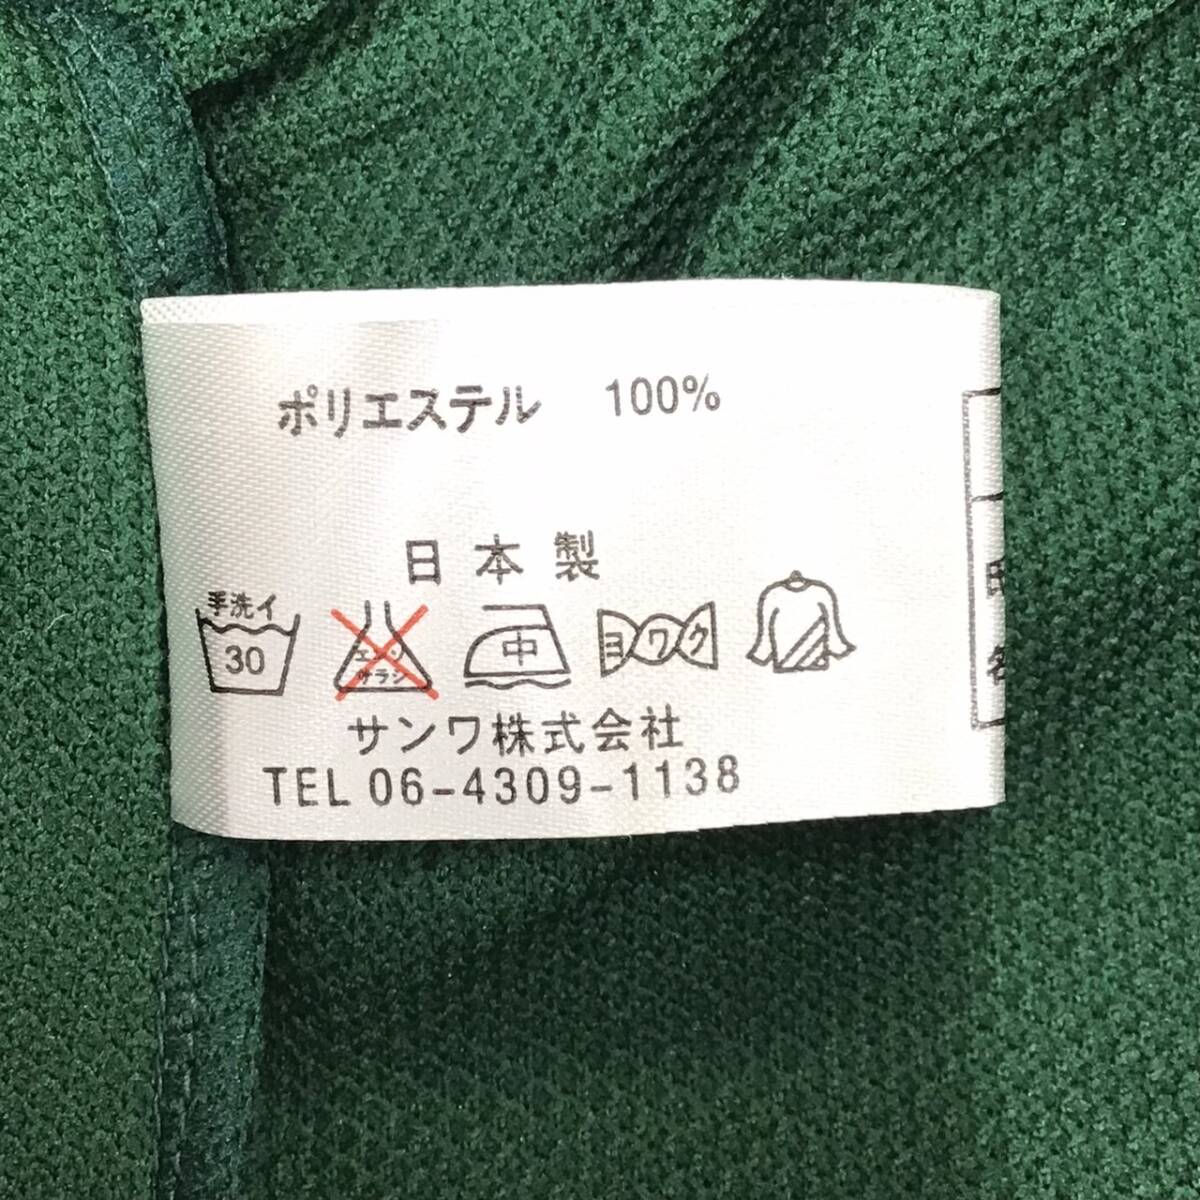 ポリエステル 100%
日本製
手洗イ
30
エンソ
サラシ
中
ヨワク
サンワ株式会社
TEL 06-4309-1138